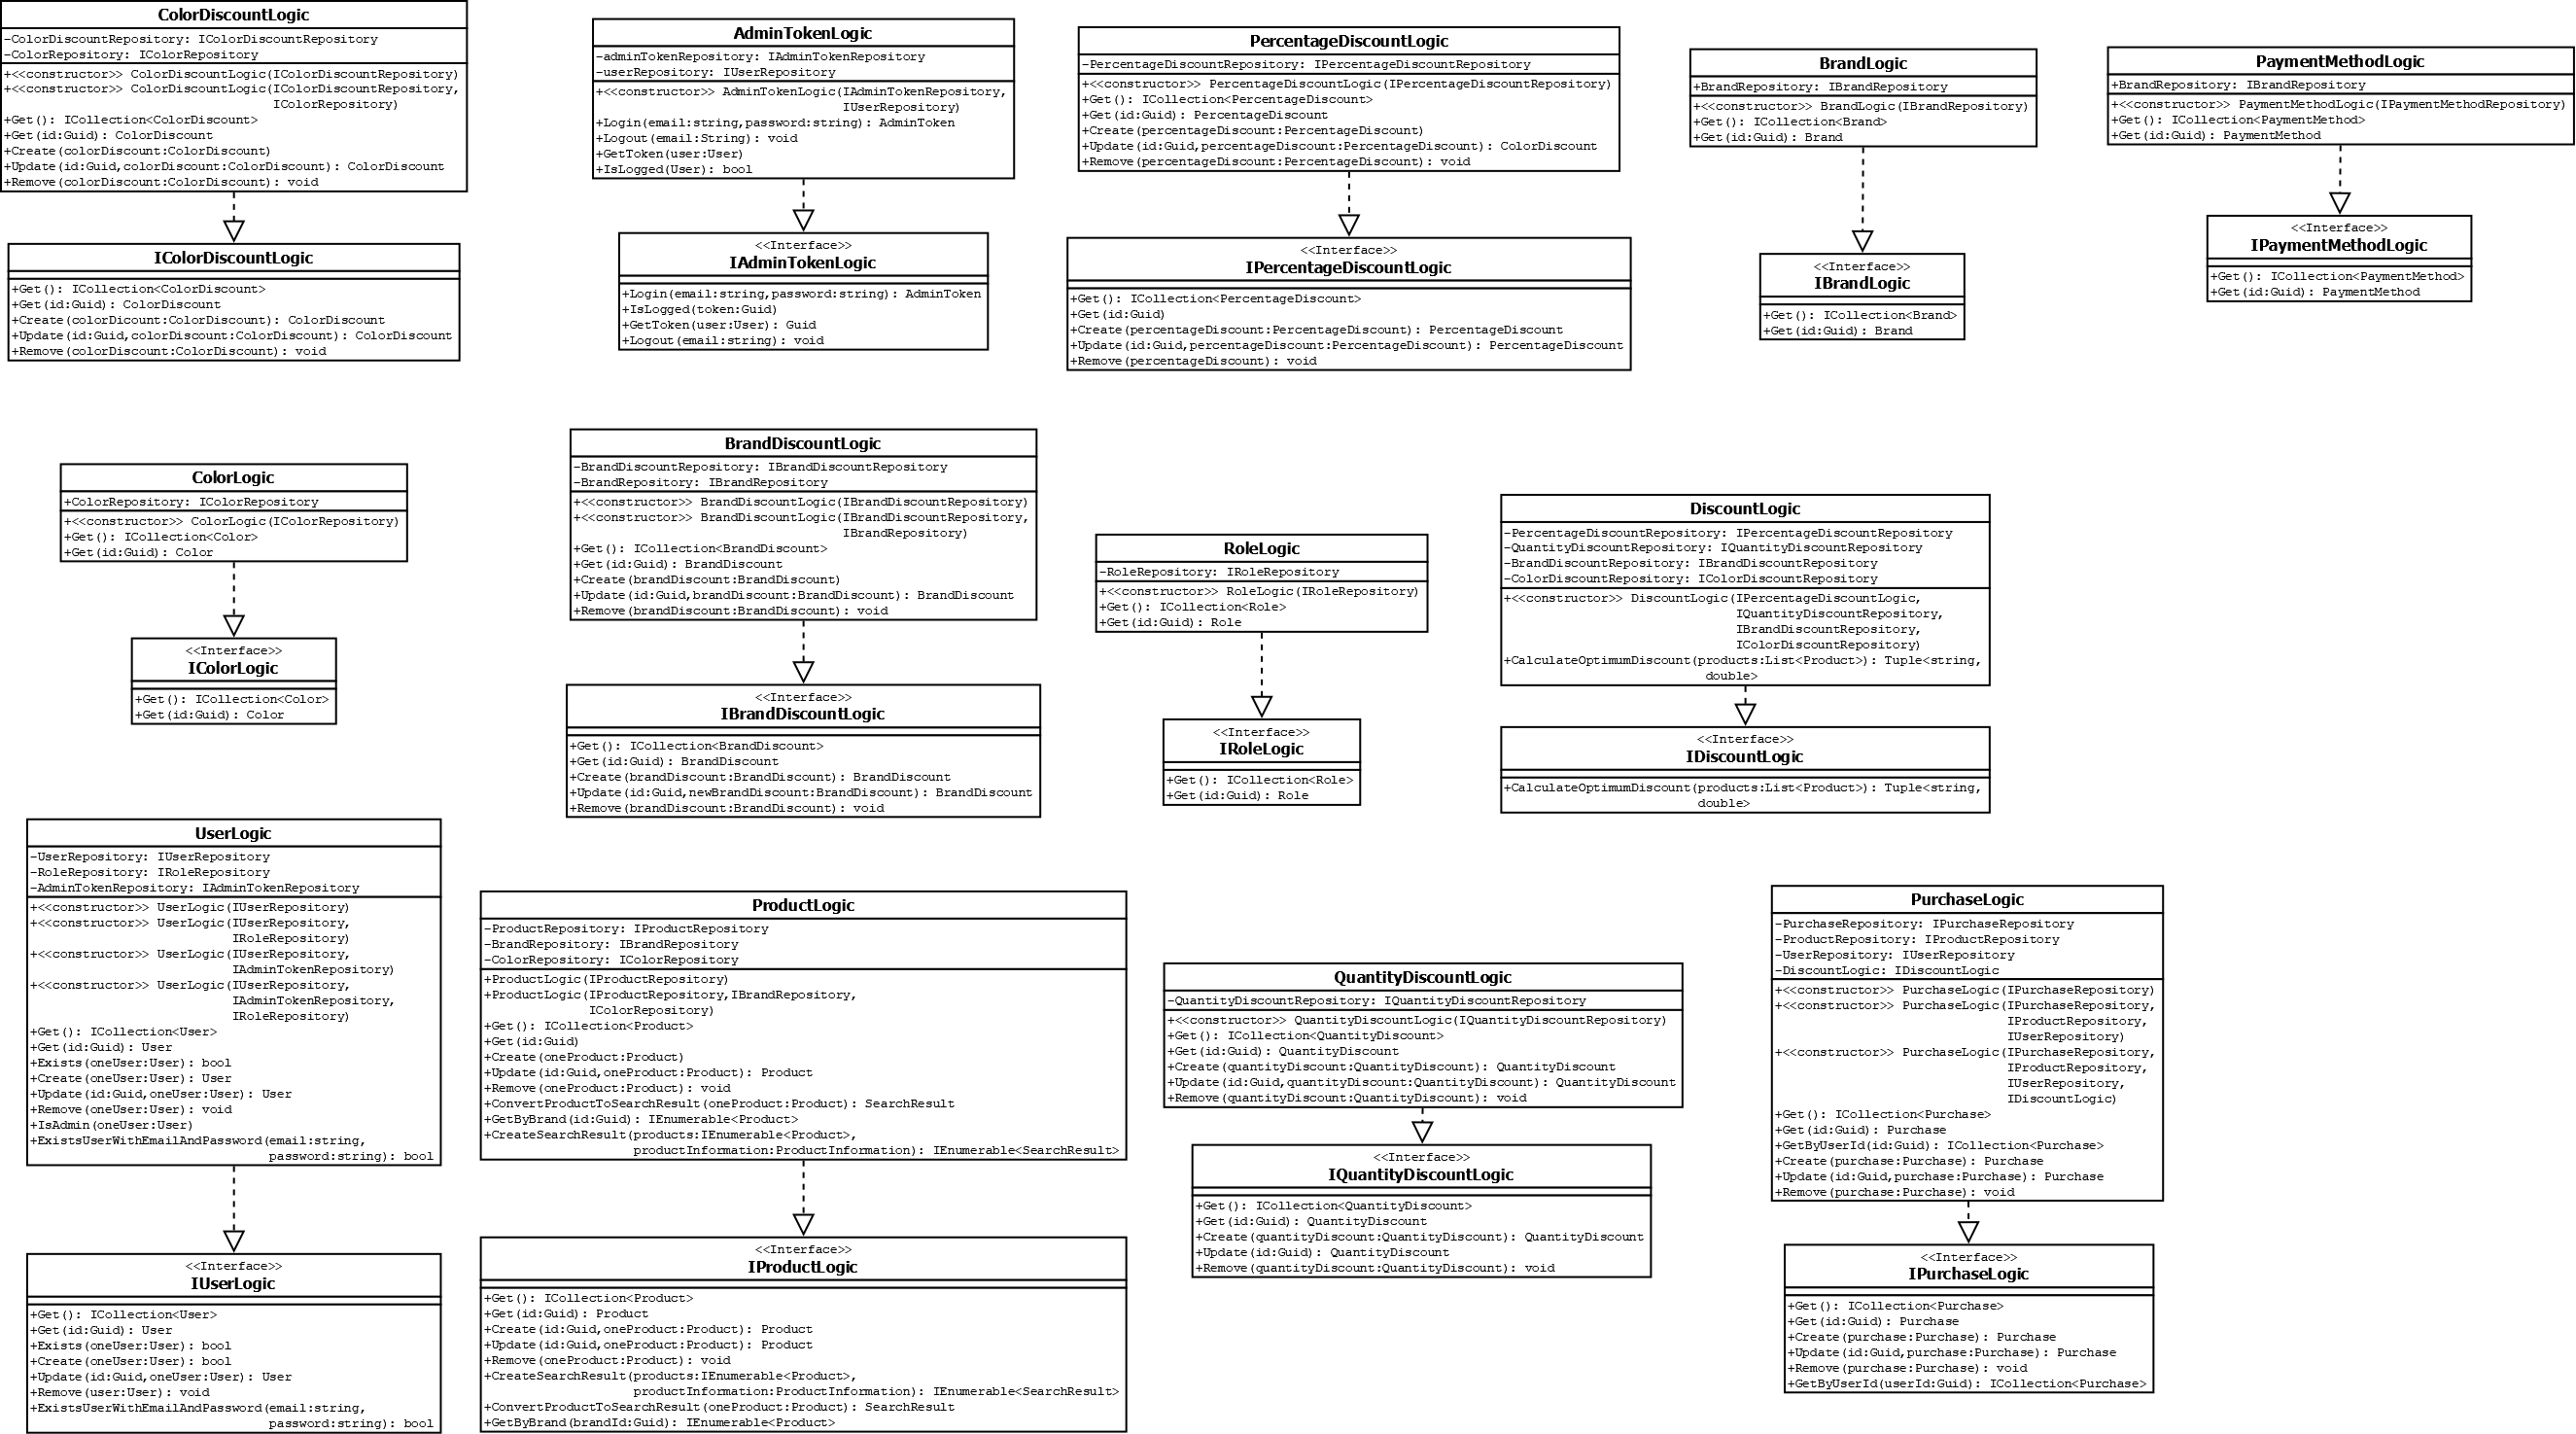 ColorDiscountLogic
-ColorDiscountRepository: IColorDiscountRepository
-ColorRepository: IColorRepository
+<<constructor>> ColorDiscountLogic(IColorDiscountRepository)
+<<constructor>> ColorDiscountLogic(IColorDiscountRepository,
IColorRepository)
+Get(): ICollection<ColorDiscount>
+Get(id:Guid): ColorDiscount
+Create(colorDiscount:ColorDiscount)
+Update(id:Guid,colorDiscount:ColorDiscount): ColorDiscount
+Remove(colorDiscount:ColorDiscount): void
IColorDiscountLogic
+Get(): ICollection<ColorDiscount>
+Get(id:Guid): ColorDiscount
+Create(colorDicount:ColorDiscount): ColorDiscount
+Update(id:Guid,colorDiscount:ColorDiscount): ColorDiscount
+Remove(colorDiscount:ColorDiscount): void
AdminTokenLogic
-adminTokenRepository: IAdminTokenRepository
-userRepository: IUserRepository
+<<constructor>> AdminTokenLogic(IAdminTokenRepository,
IUserRepository)
+Login(email:string,password:string): AdminToken
+Logout(email:String): void
+GetToken(user:User)
+IsLogged(User): bool
<<Interface>>
IAdminTokenLogic
+Login(email:string,password:string): AdminToken
+IsLogged(token:Guid)
+GetToken(user:User): Guid
+Logout(email:string): void
PercentageDiscountLogic
-PercentageDiscountRepository: IPercentageDiscountRepository
+<<constructor>> PercentageDiscountLogic(IPercentageDiscountRepository)
+Get(): ICollection<PercentageDiscount>
+Get(id:Guid): PercentageDiscount
+Create(percentageDiscount:PercentageDiscount)
+Update(id:Guid,percentageDiscount:PercentageDiscount): ColorDiscount
+Remove(percentageDiscount:PercentageDiscount): void
<<Interface>>
IPercentageDiscountLogic
+Get(): ICollection<PercentageDiscount>
+Get(id:Guid)
+Create(percentageDiscount:PercentageDiscount): PercentageDiscount
+Update(id:Guid,percentageDiscount:PercentageDiscount): PercentageDiscount
+Remove(percentageDiscount): void
BrandLogic
+BrandRepository: IBrandRepository
+<<constructor>> BrandLogic(IBrandRepository)
+Get(): ICollection<Brand>
+Get(id:Guid): Brand
<<Interface>>
IBrandLogic
+Get(): ICollection<Brand>
+Get(id:Guid): Brand
PaymentMethodLogic
+BrandRepository: IBrandRepository
+<<constructor>> PaymentMethodLogic(IPaymentMethodRepository)
+Get(): ICollection<PaymentMethod>
+Get(id:Guid): PaymentMethod
<<Interface>>
IPaymentMethodLogic
+Get(): ICollection<PaymentMethod>
+Get(id:Guid): PaymentMethod
ColorLogic
+ColorRepository: IColorRepository
+<<constructor>> ColorLogic(IColorRepository)
+Get(): ICollection<Color>
+Get(id:Guid): Color
<<Interface>>
IColorLogic
+Get(): ICollection<Color>
+Get(id:Guid): Color
BrandDiscountLogic
-BrandDiscountRepository: IBrandDiscountRepository
-BrandRepository: IBrandRepository
+<<constructor>> BrandDiscountLogic(IBrandDiscountRepository)
+<<constructor>> BrandDiscountLogic(IBrandDiscountRepository,
IBrandRepository)
+Get(): ICollection<BrandDiscount>
+Get(id:Guid): BrandDiscount
+Create(brandDiscount:BrandDiscount)
+Update(id:Guid,brandDiscount:BrandDiscount): BrandDiscount
+Remove(brandDiscount:BrandDiscount): void
<<Interface>>
IBrandDiscountLogic
+Get(): ICollection<BrandDiscount>
+Get(id:Guid): BrandDiscount
+Create(brandDiscount:BrandDiscount): BrandDiscount
+Update(id:Guid,newBrandDiscount:BrandDiscount): BrandDiscount
+Remove(brandDiscount:BrandDiscount): void
RoleLogic
-RoleRepository: IRoleRepository
+<<constructor>> RoleLogic(IRoleRepository)
+Get(): ICollection<Role>
+Get(id:Guid): Role
<<Interface>>
IRoleLogic
+Get(): ICollection<Role>
+Get(id:Guid): Role
DiscountLogic
-PercentageDiscountRepository: IPercentageDiscountRepository
-QuantityDiscountRepository: IQuantityDiscountRepository
-BrandDiscountRepository: IBrandDiscountRepository
-ColorDiscountRepository: IColorDiscountRepository
+<<constructor>> DiscountLogic(IPercentageDiscountLogic,
IQuantityDiscountRepository,
IBrandDiscountRepository,
IColorDiscountRepository)
+CalculateOptimumDiscount(products:List<Product>): Tuple<string,
double>
<<Interface>>
IDiscountLogic
+CalculateOptimumDiscount(products:List<Product>): Tuple<string,
double>
UserLogic
-UserRepository: IUserRepository
-RoleRepository: IRoleRepository
-AdminTokenRepository: IAdminTokenRepository
+<<constructor>> UserLogic(IUserRepository)
+<<constructor>> UserLogic(IUserRepository,
IRoleRepository)
+<<constructor>> UserLogic(IUserRepository,
IAdminTokenRepository)
+<<constructor>> UserLogic(IUserRepository,
IAdminTokenRepository,
IRoleRepository)
+Get(): ICollection<User>
+Get(id:Guid): User
+Exists(oneUser:User): bool
+Create(oneUser:User): User
+Update(id:Guid,oneUser:User): User
+Remove(oneUser:User): void
+IsAdmin(oneUser:User)
+ExistsUserWithEmailAndPassword(email:string,
password:string): bool
<<Interface>>
IUserLogic
+Get(): ICollection<User>
+Get(id:Guid): User
+Exists(oneUser:User): bool
+Create(oneUser:User): bool
+Update(id:Guid,oneUser:User): User
+Remove(user:User): void
+ExistsUserWithEmailAndPassword(email:string,
password:string): bool
ProductLogic
-ProductRepository: IProductRepository
-BrandRepository: IBrandRepository
-ColorRepository: IColorRepository
+ProductLogic(IProductRepository)
+ProductLogic(IProductRepository,IBrandRepository,
IColorRepository)
+Get(): ICollection<Product>
+Get(id:Guid)
+Create(oneProduct:Product)
+Update(id:Guid,oneProduct:Product): Product
+Remove(oneProduct:Product): void
+ConvertProductToSearchResult(oneProduct:Product): SearchResult
+GetByBrand(id:Guid): IEnumerable<Product>
+CreateSearchResult(products:IEnumerable<Product>,
productInformation:ProductInformation): IEnumerable<SearchResult>
<<Interface>>
IProductLogic
+Get(): ICollection<Product>
+Get(id:Guid): Product
+Create(id:Guid,oneProduct:Product): Product
+Update(id:Guid,oneProduct:Product): Product
+Remove(oneProduct:Product): void
+CreateSearchResult(products:IEnumerable<Product>,
productInformation:ProductInformation): IEnumerable<SearchResult>
+ConvertProductToSearchResult(oneProduct:Product): SearchResult
+GetByBrand(brandId:Guid): IEnumerable<Product>
QuantityDiscountLogic
-QuantityDiscountRepository: IQuantityDiscountRepository
+<<constructor>> QuantityDiscountLogic(IQuantityDiscountRepository)
+Get(): ICollection<QuantityDiscount>
+Get(id:Guid): QuantityDiscount
+Create(quantityDiscount:QuantityDiscount): QuantityDiscount
+Update(id:Guid,quantityDiscount:QuantityDiscount): QuantityDiscount
+Remove(quantityDiscount:QuantityDiscount): void
<<Interface>>
IQuantityDiscountLogic
+Get(): ICollection<QuantityDiscount>
+Get(id:Guid): QuantityDiscount
+Create(quantityDiscount:QuantityDiscount): QuantityDiscount
+Update(id:Guid): QuantityDiscount
+Remove(quantityDiscount:QuantityDiscount): void
PurchaseLogic
-PurchaseRepository: IPurchaseRepository
-ProductRepository: IProductRepository
-UserRepository: IUserRepository
-DiscountLogic: IDiscountLogic
+<<constructor>> PurchaseLogic(IPurchaseRepository)
+<<constructor>> PurchaseLogic(IPurchaseRepository,
IProductRepository,
IUserRepository)
+<<constructor>> PurchaseLogic(IPurchaseRepository,
IProductRepository,
IUserRepository,
IDiscountLogic)
+Get(): ICollection<Purchase>
+Get(id:Guid): Purchase
+GetByUserId(id:Guid): ICollection<Purchase>
+Create(purchase:Purchase): Purchase
+Update(id:Guid,purchase:Purchase): Purchase
+Remove(purchase:Purchase): void
<<Interface>>
IPurchaseLogic
+Get(): ICollection<Purchase>
+Get(id:Guid): Purchase
+Create(purchase:Purchase): Purchase
+Update(id:Guid,purchase:Purchase): Purchase
+Remove(purchase:Purchase): void
+GetByUserId(userId:Guid): ICollection<Purchase>